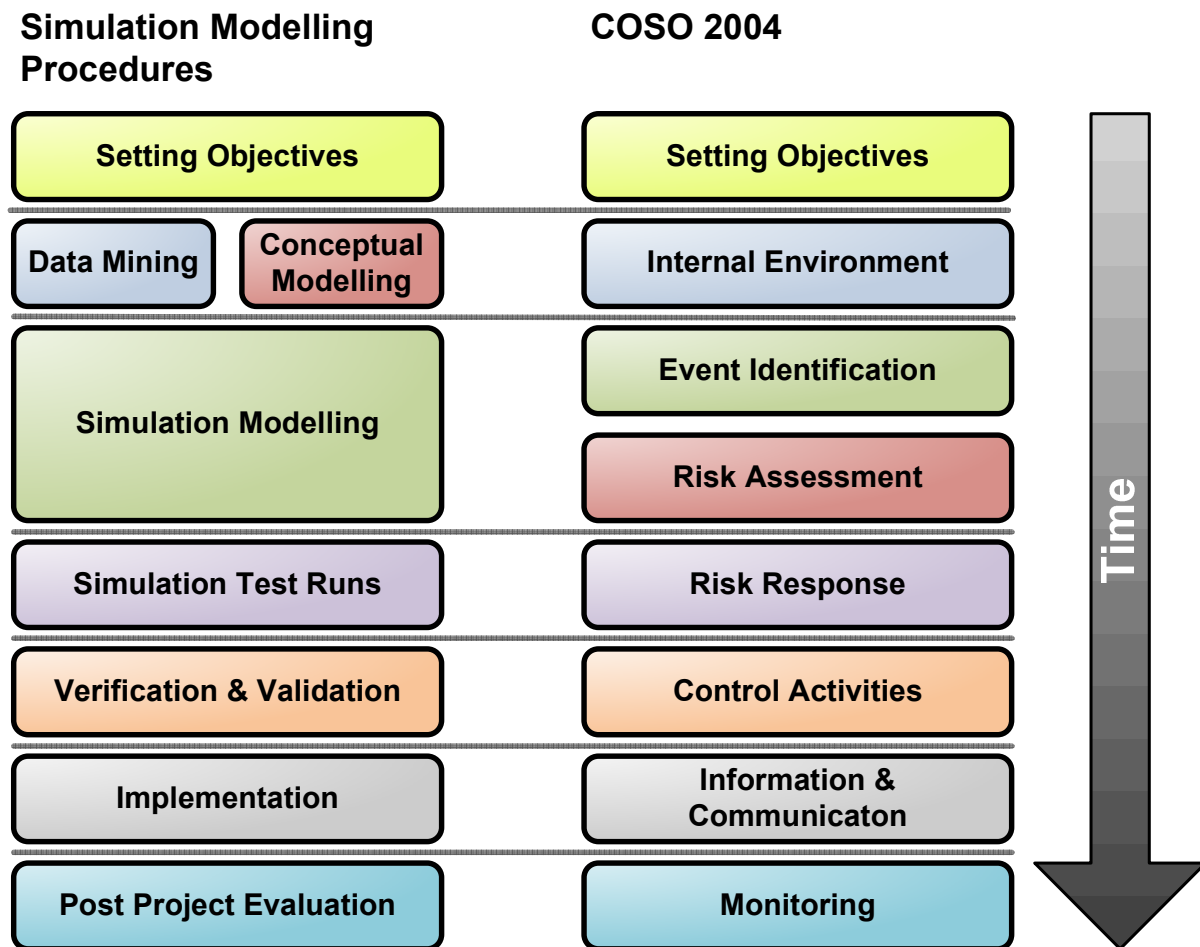 Simulation Modelling
Procedures
COSO 2004
Setting Objectives
Setting Objectives
Data Mining
Conceptual
Modelling
Internal Environment
Simulation Modelling
Event Identification
Risk Assessment
Simulation Test Runs
Risk Response
Verification & Validation
Control Activities
Implementation
Information &
Communicaton
Post Project Evaluation
Monitoring
Time